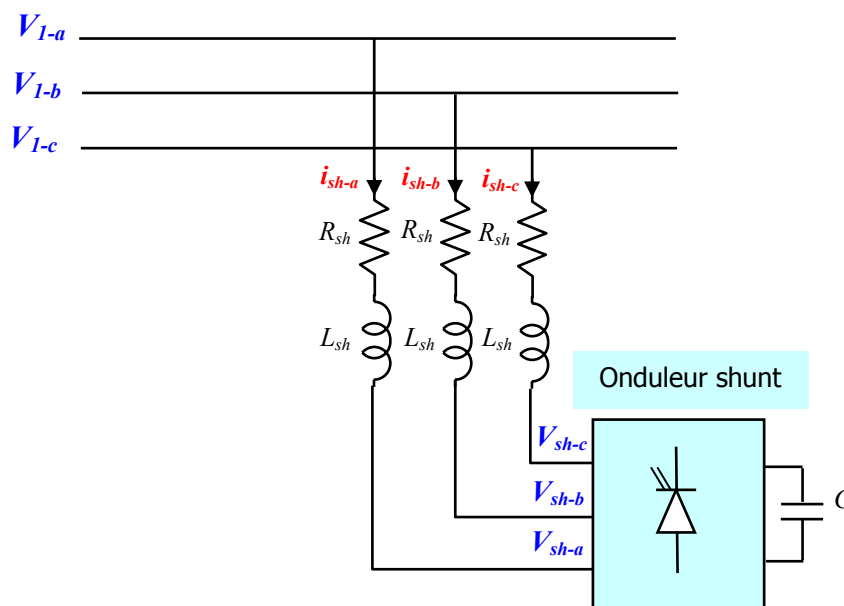 V1-a
V1-b
V1-c
ish-a ish-b ish-c
Rsh Rsh Rsh
Lsh Lsh Lsh
Onduleur shunt
Vsh-c
Vsh-b
Vsh-a